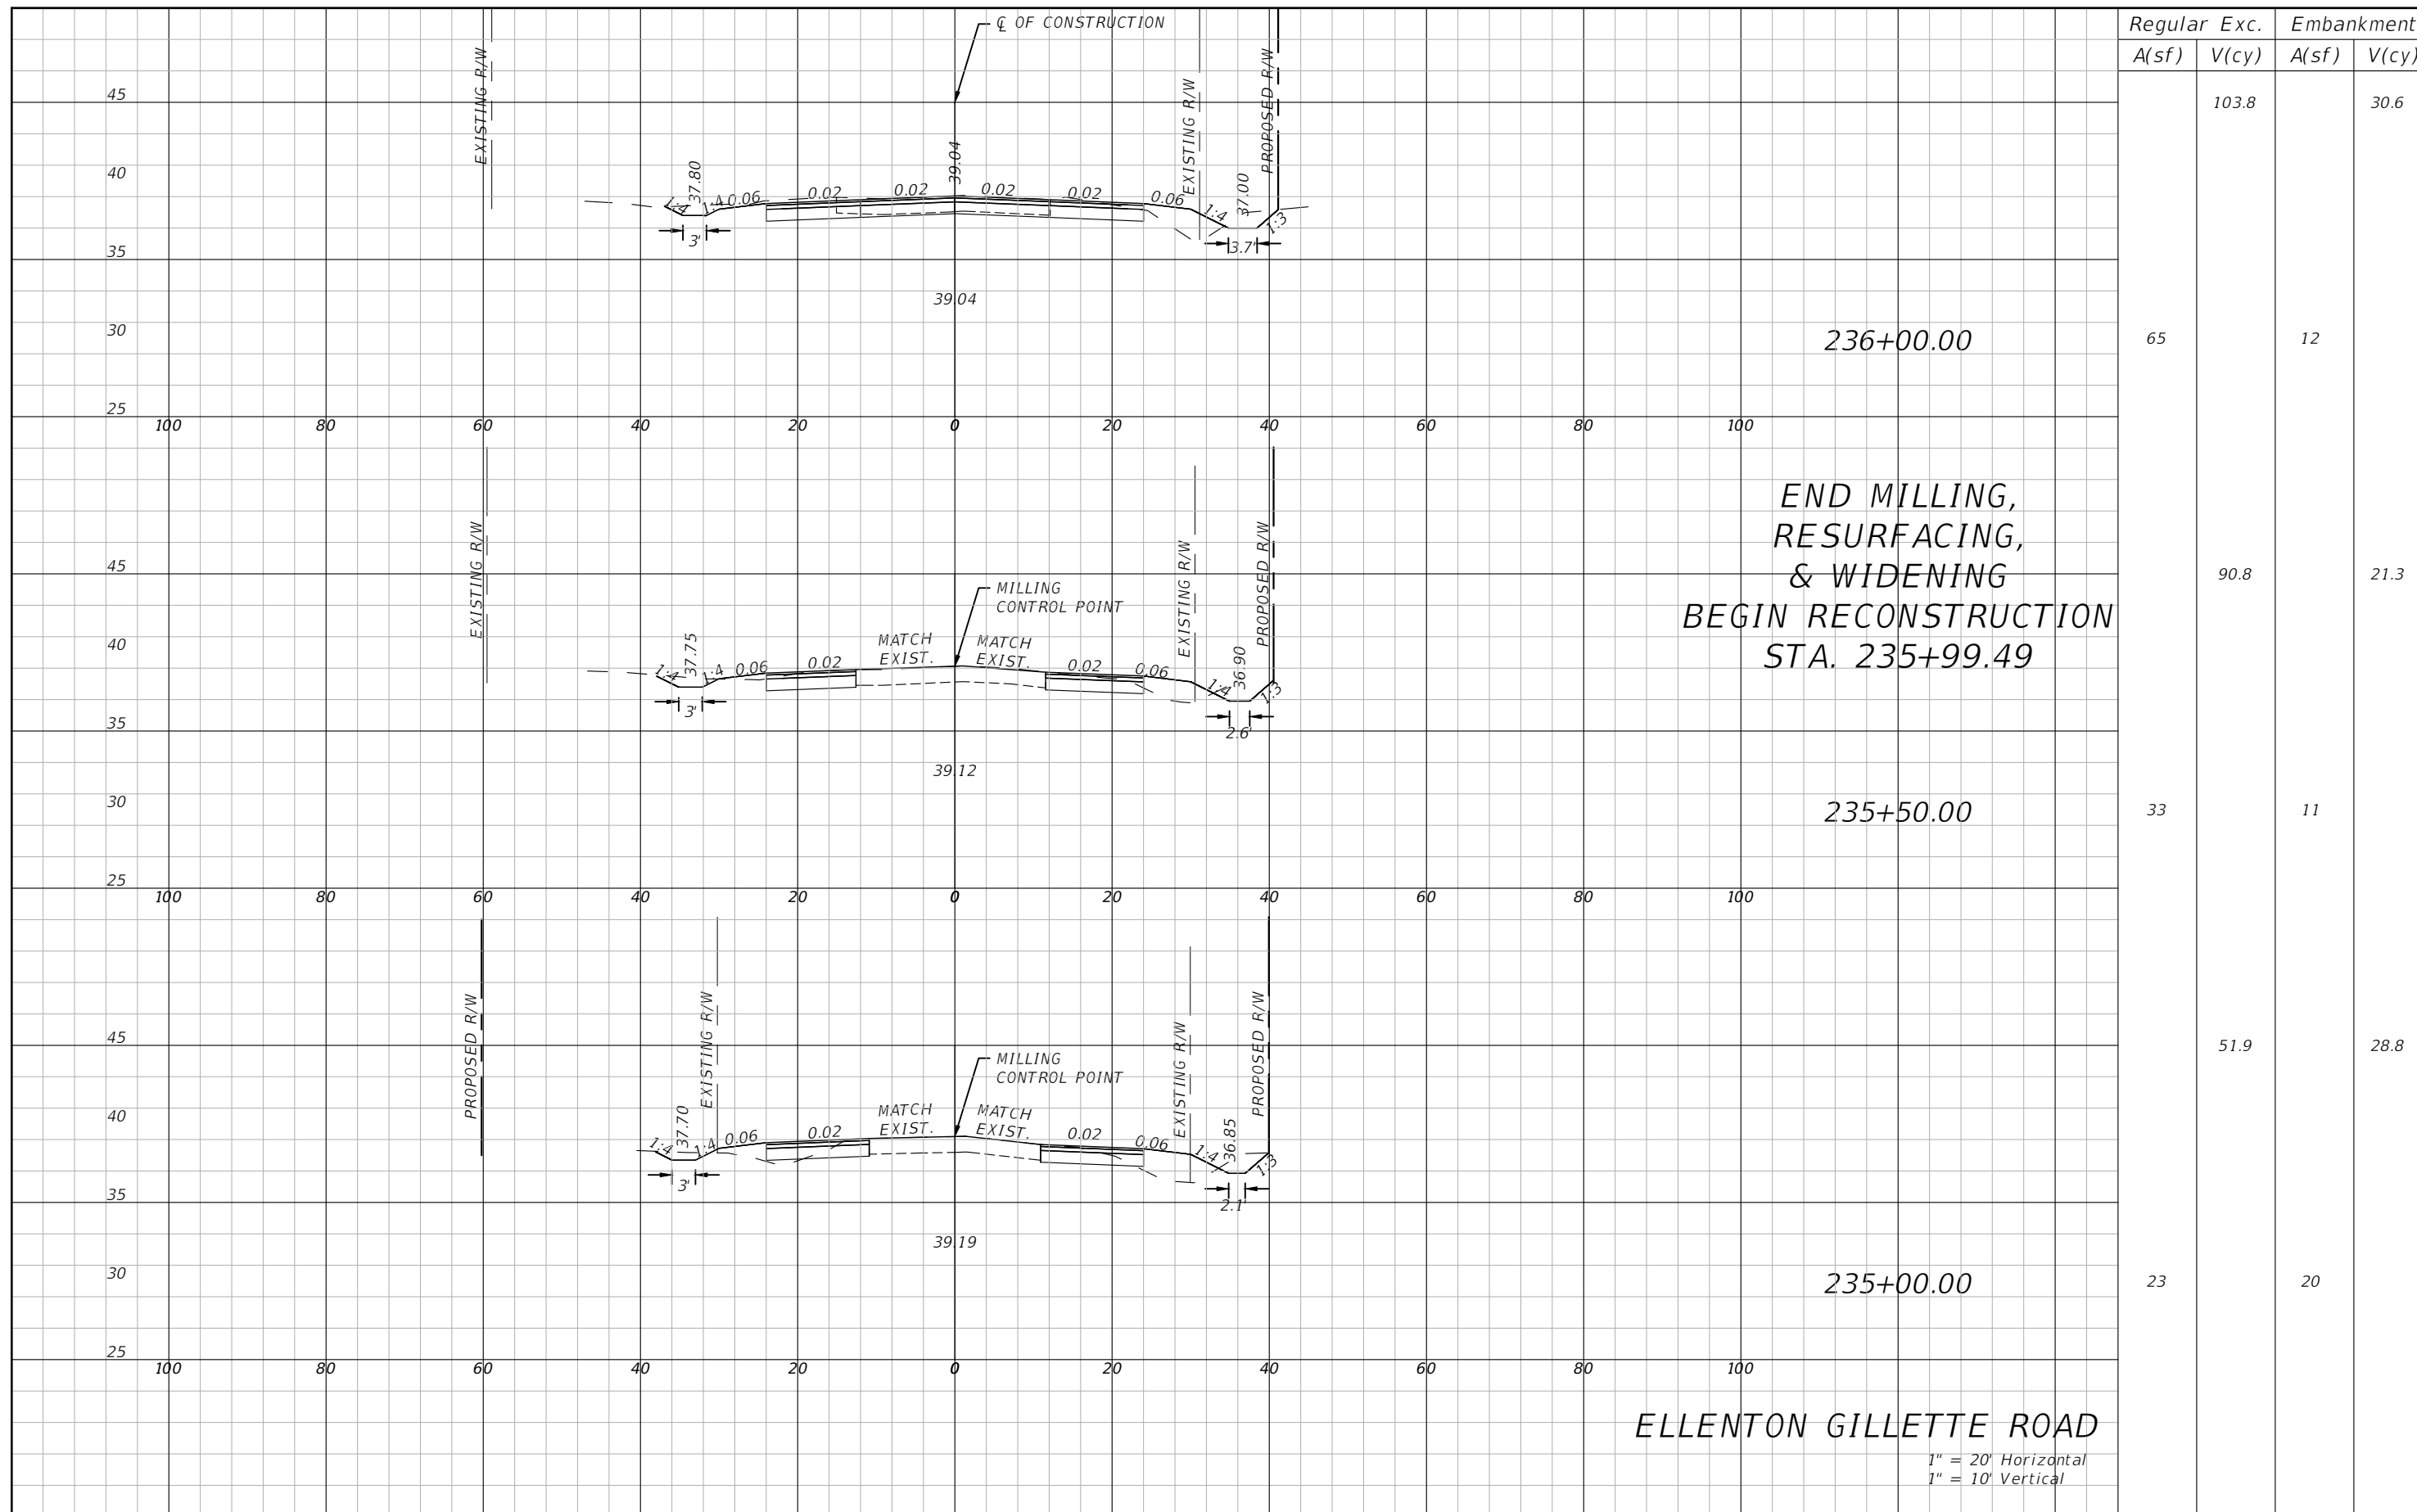 Regular Exc. Embankment
A(sf) V(cy) A(sf) V(cy)
103.8 30.6
℄ OF CONSTRUCTION
EXISTING R/W
EXISTING R/W
PROPOSED R/W
45
40
35
30
25
37.80
39.04
37.00
1:4
1:4
0.06
0.02
0.02
0.02
0.02
0.06
1:4
1:3
3'
3.7'
39.04
236+00.00
65 12
100 80 60 40 20 0 20 40 60 80 100
END MILLING,
RESURFACING,
& WIDENING
BEGIN RECONSTRUCTION
STA. 235+99.49
90.8 21.3
EXISTING R/W
EXISTING R/W
PROPOSED R/W
45
40
35
30
25
MILLING
CONTROL POINT
MATCH
EXIST.
MATCH
EXIST.
37.75
36.90
1:4
1:4
0.06
0.02
0.02
0.06
1:4
1:3
3'
2.6'
39.12
235+50.00
33 11
100 80 60 40 20 0 20 40 60 80 100
51.9 28.8
PROPOSED R/W
EXISTING R/W
EXISTING R/W
PROPOSED R/W
45
40
35
30
25
MILLING
CONTROL POINT
MATCH
EXIST.
MATCH
EXIST.
37.70
36.85
1:4
1:4
0.06
0.02
0.02
0.06
1:4
1:3
3'
2.1'
39.19
235+00.00
23 20
100 80 60 40 20 0 20 40 60 80 100
ELLENTON GILLETTE ROAD
1" = 20' Horizontal
1" = 10' Vertical